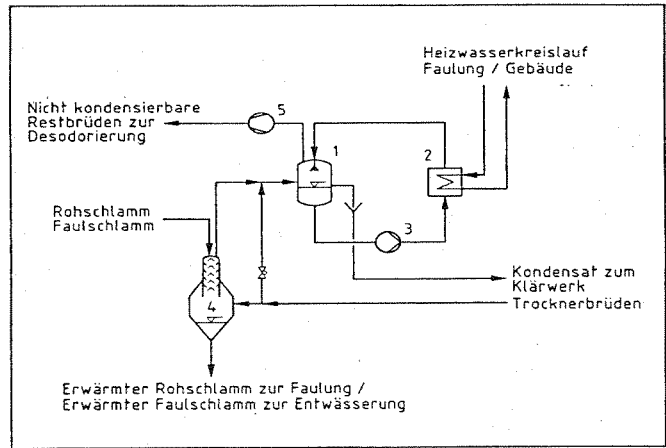 Heizwasserkreislauf
Faulung / Gebäude
Nicht kondensierbare
Restbrüden zur
Desodorierung
5
1
2
Rohschlamm
Faulschlamm
3
Kondensat zum
Klärwerk
Trocknerbrüden
4
Erwärmter Rohschlamm zur Faulung /
Erwärmter Faulschlamm zur Entwässerung